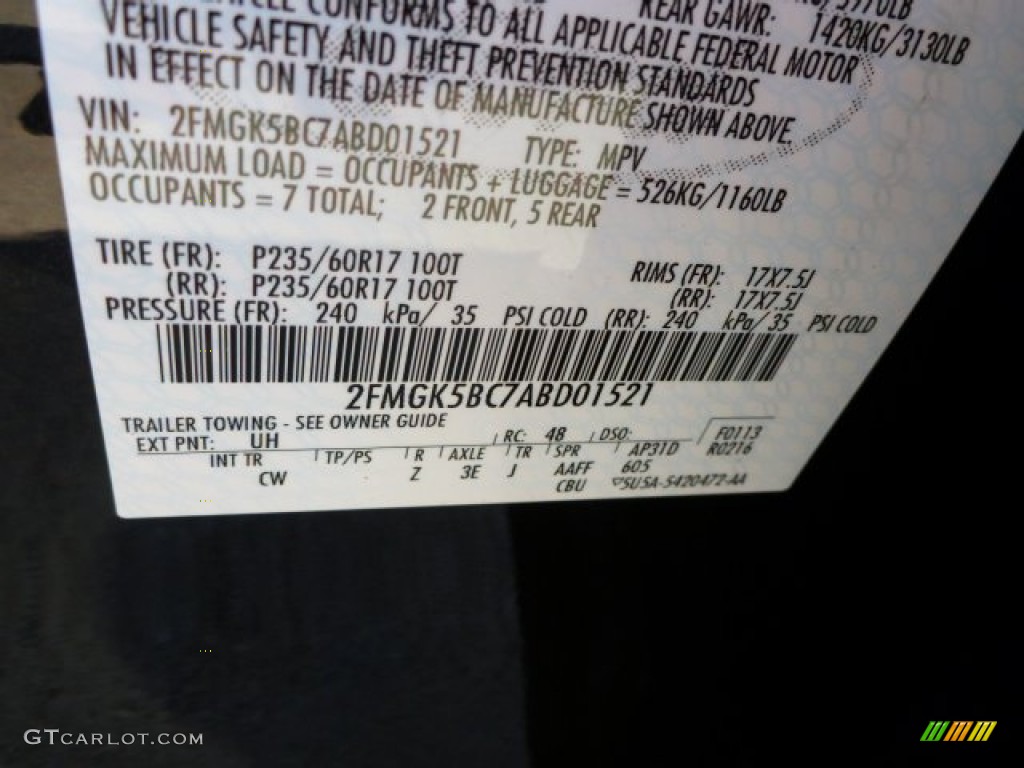 CONFORMS TO ALL APPLICABLE FEDERAL MOTOR
VEHICLE SAFETY AND THEFT PREVENTION STANDARDS
IN EFFECT ON THE DATE OF MANUFACTURE SHOWN ABOVE.
REAR GAWR: 1420KG/3130LB
VIN: 2FMGK5BC7ABD01521 TYPE: MPV
MAXIMUM LOAD = OCCUPANTS + LUGGAGE = 526KG/1160LB
OCCUPANTS = 7 TOTAL; 2 FRONT, 5 REAR
TIRE (FR): P235/60R17 100T RIMS (FR): 17X7.5J
(RR): P235/60R17 100T (RR): 17X7.5J
PRESSURE (FR): 240 kPa/ 35 PSI COLD (RR): 240 kPa/ 35 PSI COLD
2FMGK5BC7ABD01521
TRAILER TOWING - SEE OWNER GUIDE
EXT PNT: UH RC: 48 DSO: F0113
INT TR TP/PS R AXLE TR SPR AP31D R0216
CW Z 3E J AAFF 605
CBU 5U5A-5420472-AA
GTCARLOT.COM